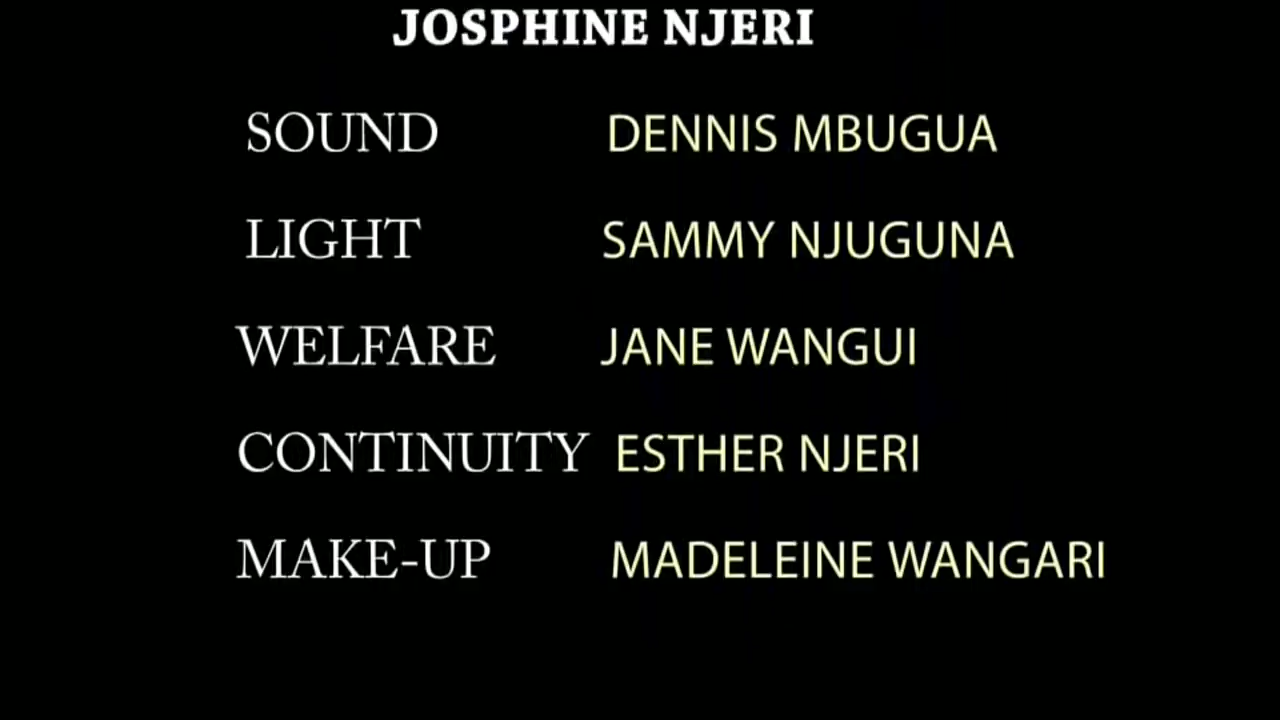 JOSPHINE NJERI
SOUND DENNIS MBUGUA
LIGHT SAMMY NJUGUNA
WELFARE JANE WANGUI
CONTINUITY ESTHER NJERI
MAKE-UP MADELEINE WANGARI